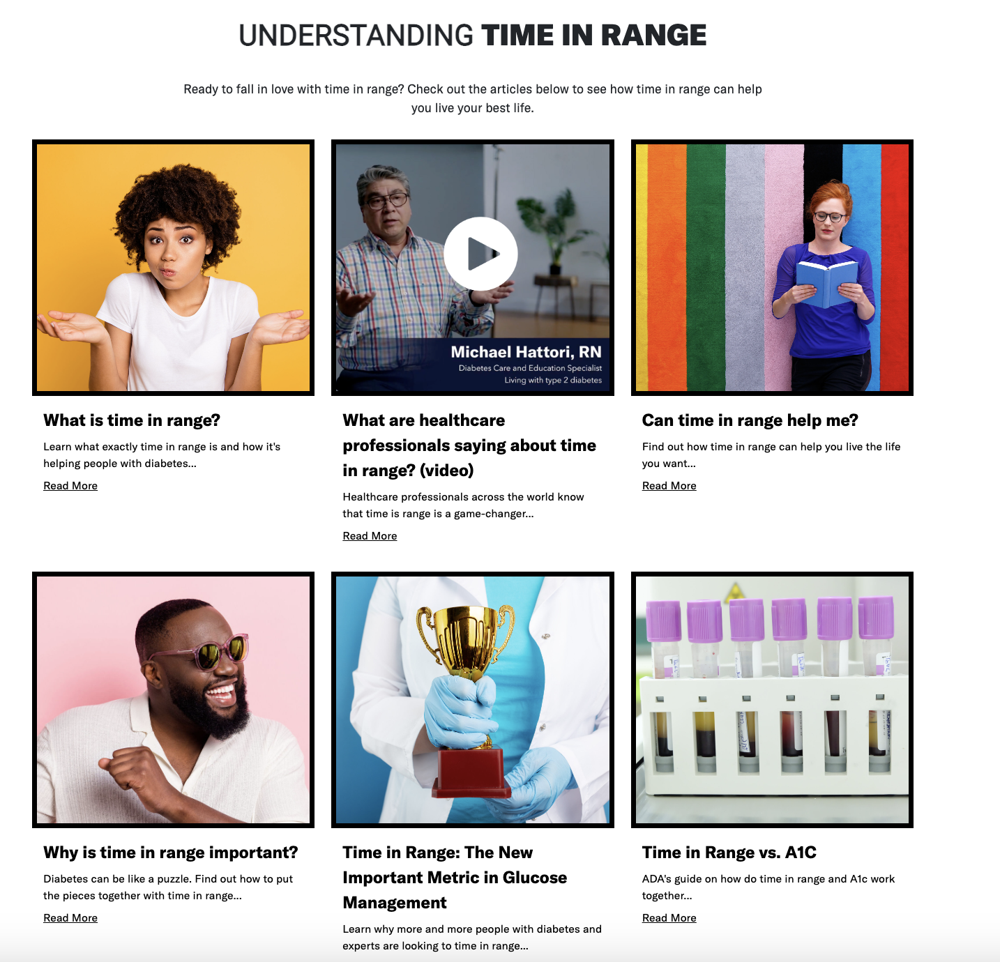 UNDERSTANDING TIME IN RANGE
Ready to fall in love with time in range? Check out the articles below to see how time in range can help
you live your best life.
Michael Hattori, RN
Diabetes Care and Education Specialist
Living with type 2 diabetes
What is time in range?
Learn what exactly time in range is and how it's
helping people with diabetes...
Read More
What are healthcare
professionals saying about time
in range? (video)
Healthcare professionals across the world know
that time is range is a game-changer...
Read More
Can time in range help me?
Find out how time in range can help you live the life
you want...
Read More
Why is time in range important?
Diabetes can be like a puzzle. Find out how to put
the pieces together with time in range...
Read More
Time in Range: The New
Important Metric in Glucose
Management
Learn why more and more people with diabetes and
experts are looking to time in range...
Time in Range vs. A1C
ADA's guide on how do time in range and A1c work
together...
Read More